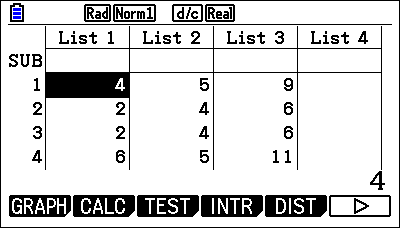 Rad Norm1 d/c Real
List 1 List 2 List 3 List 4
SUB
1 4 5 9
2 2 4 6
3 2 4 6
4 6 5 11
4
GRAPH CALC TEST INTR DIST ▷